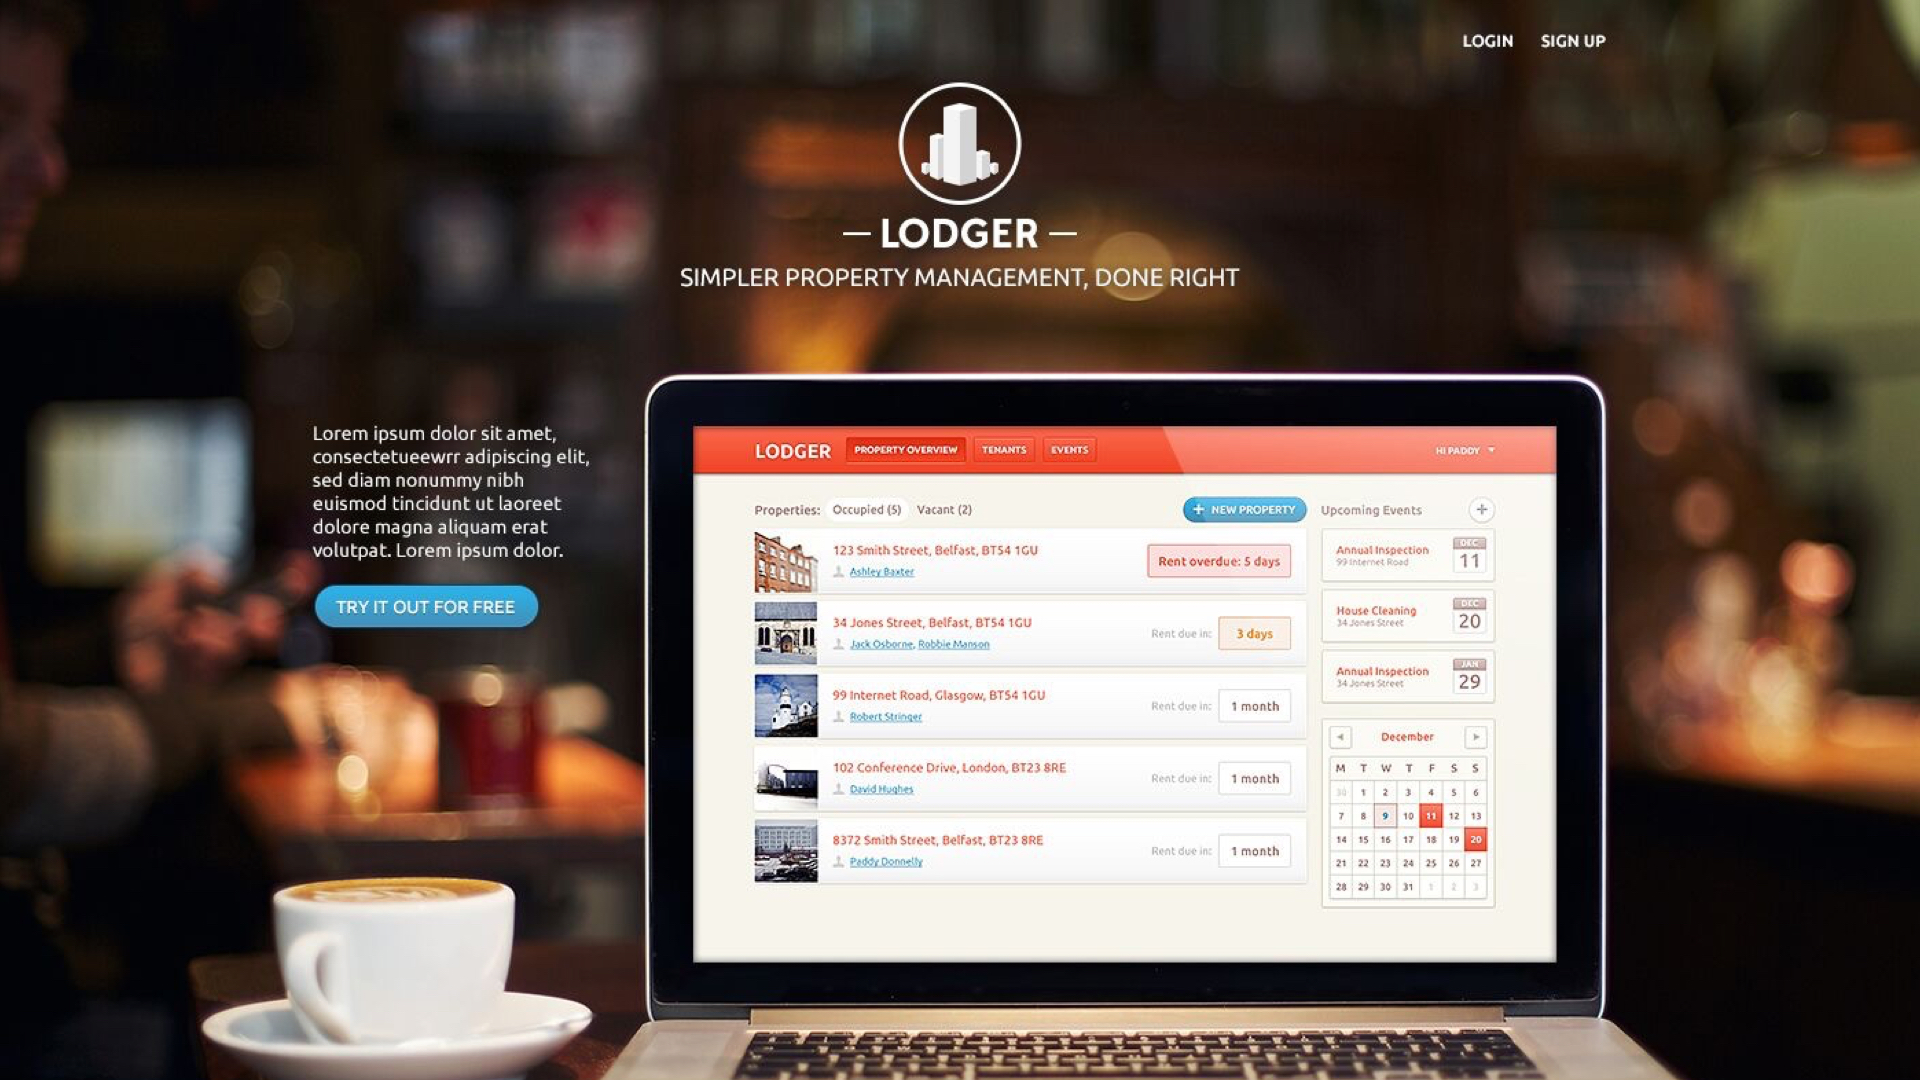 LOGIN SIGN UP
LODGER
SIMPLER PROPERTY MANAGEMENT, DONE RIGHT
Lorem ipsum dolor sit amet,
consectetueewrr adipiscing elit,
sed diam nonummy nibh
euismod tincidunt ut laoreet
dolore magna aliquam erat
volutpat. Lorem ipsum dolor.
TRY IT OUT FOR FREE
LODGER PROPERTY OVERVIEW TENANTS EVENTS HI PADDY
Properties: Occupied (5) Vacant (2) + NEW PROPERTY
123 Smith Street, Belfast, BT54 1GU
Ashley Baxter
Rent overdue: 5 days
34 Jones Street, Belfast, BT54 1GU
Jack Osborne, Robbie Manson
Rent due in: 3 days
99 Internet Road, Glasgow, BT54 1GU
Robert Stringer
Rent due in: 1 month
102 Conference Drive, London, BT23 8RE
David Hughes
Rent due in: 1 month
8372 Smith Street, Belfast, BT23 8RE
Paddy Donnelly
Rent due in: 1 month
Upcoming Events +
Annual Inspection
99 Internet Road
DEC
11
House Cleaning
34 Jones Street
DEC
20
Annual Inspection
34 Jones Street
JAN
29
December
M T W T F S S
30 1 2 3 4 5 6
7 8 9 10 11 12 13
14 15 16 17 18 19 20
21 22 23 24 25 26 27
28 29 30 31 1 2 3